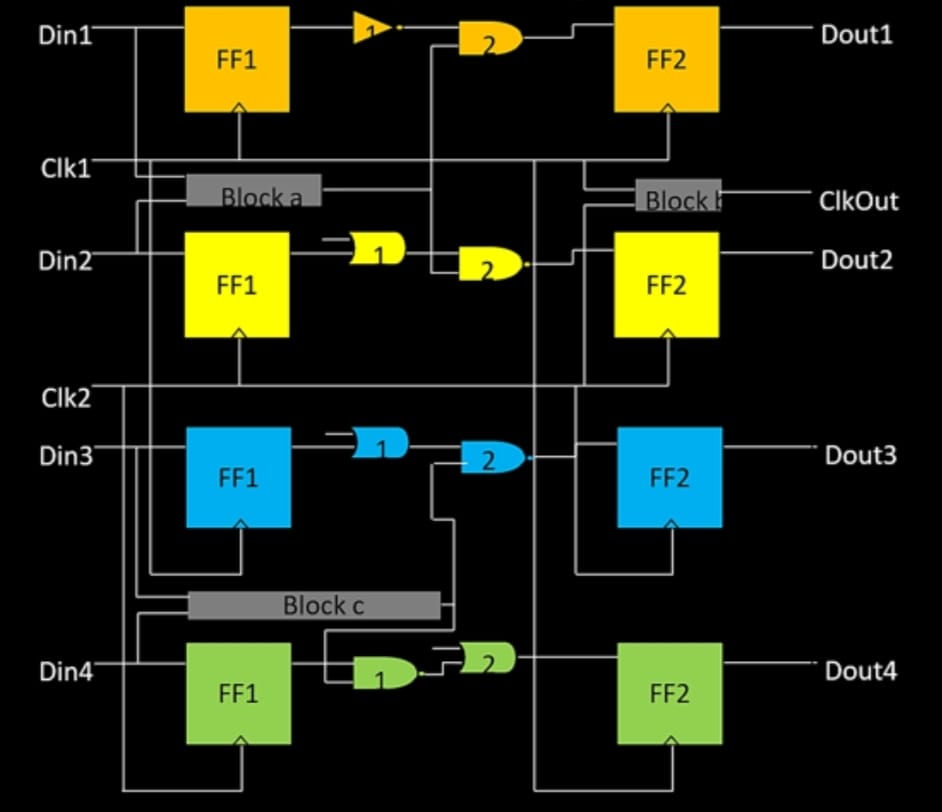 Din1
FF1
1
2
FF2
Dout1
Clk1
Block a
Block b
ClkOut
Din2
FF1
1
2
FF2
Dout2
Clk2
Din3
FF1
1
2
FF2
Dout3
Block c
Din4
FF1
1
2
FF2
Dout4